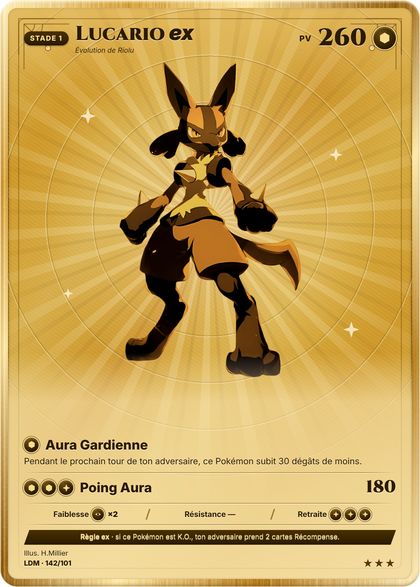 STADE 1 LUCARIO ex PV 260
Évolution de Riolu
Aura Gardienne
Pendant le prochain tour de ton adversaire, ce Pokémon subit 30 dégâts de moins.
Poing Aura 180
Faiblesse ×2 / Résistance — / Retraite
Règle ex · si ce Pokémon est K.O., ton adversaire prend 2 cartes Récompense.
Illus. H.Millier
LDM · 142/101 ★★★